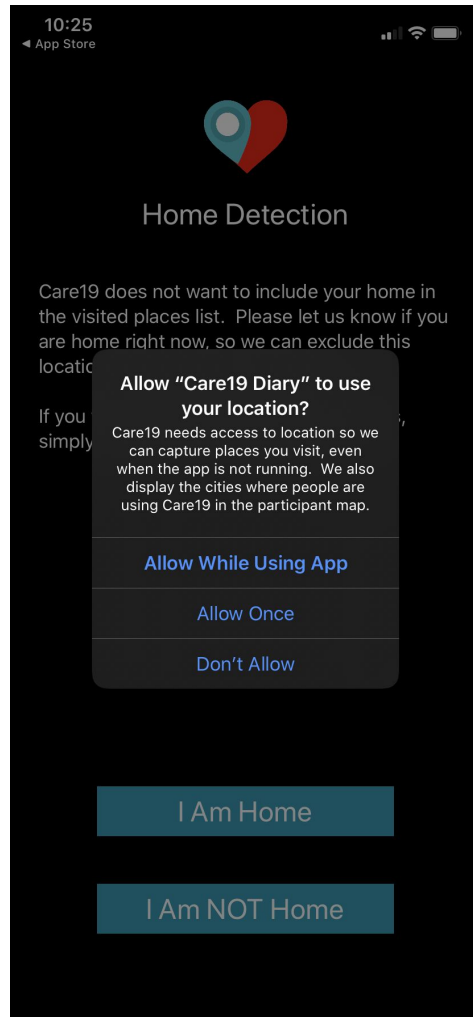 10:25
◀ App Store
Home Detection
Care19 does not want to include your home in
the visited places list.  Please let us know if you
are home right now, so we can exclude this
If you
simply
Allow “Care19 Diary” to use
your location?
Care19 needs access to location so we
can capture places you visit, even
when the app is not running.  We also
display the cities where people are
using Care19 in the participant map.
Allow While Using App
Allow Once
Don’t Allow
I Am Home
I Am NOT Home